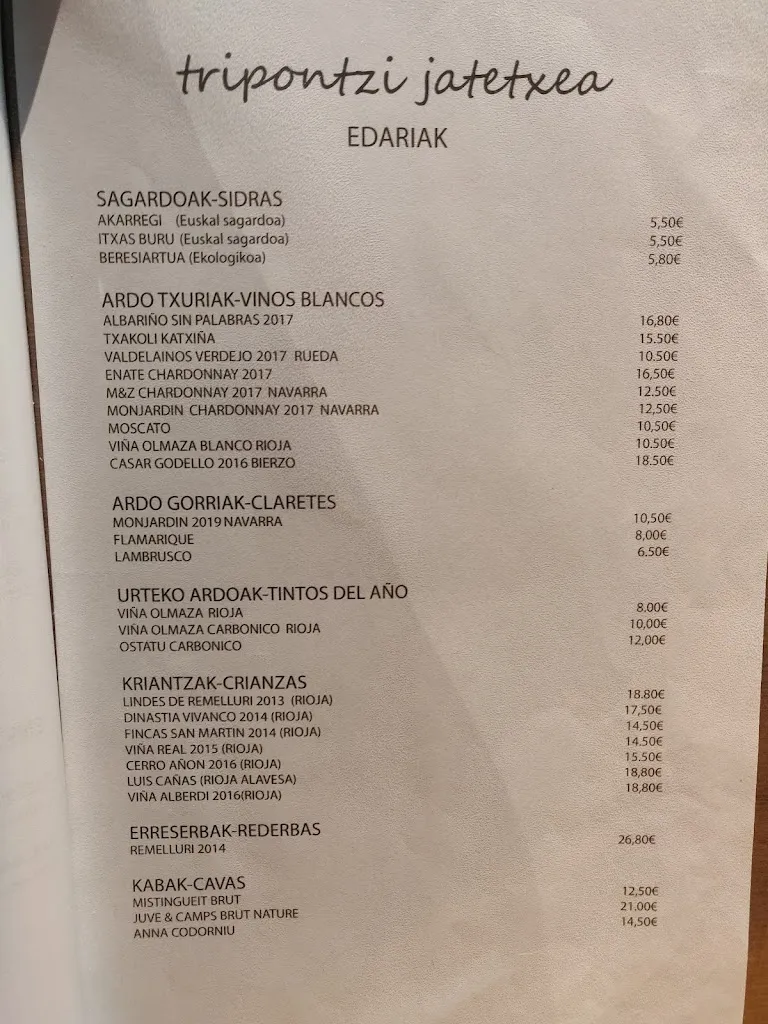 tripontzi jatetxea
EDARIAK
SAGARDOAK-SIDRAS
AKARREGI (Euskal sagardoa) 5,50€
ITXAS BURU (Euskal sagardoa) 5,50€
BERESIARTUA (Ekologikoa) 5,80€
ARDO TXURIAK-VINOS BLANCOS
ALBARIÑO SIN PALABRAS 2017 16,80€
TXAKOLI KATXIÑA 15.50€
VALDELAINOS VERDEJO 2017 RUEDA 10.50€
ENATE CHARDONNAY 2017 16,50€
M&Z CHARDONNAY 2017 NAVARRA 12.50€
MONJARDIN CHARDONNAY 2017 NAVARRA 12,50€
MOSCATO 10,50€
VIÑA OLMAZA BLANCO RIOJA 10.50€
CASAR GODELLO 2016 BIERZO 18.50€
ARDO GORRIAK-CLARETES
MONJARDIN 2019 NAVARRA 10,50€
FLAMARIQUE 8,00€
LAMBRUSCO 6.50€
URTEKO ARDOAK-TINTOS DEL AÑO
VIÑA OLMAZA RIOJA 8.00€
VIÑA OLMAZA CARBONICO RIOJA 10,00€
OSTATU CARBONICO 12,00€
KRIANTZAK-CRIANZAS
LINDES DE REMELLURI 2013 (RIOJA) 18.80€
DINASTIA VIVANCO 2014 (RIOJA) 17,50€
FINCAS SAN MARTIN 2014 (RIOJA) 14,50€
VIÑA REAL 2015 (RIOJA) 14.50€
CERRO AÑON 2016 (RIOJA) 15.50€
LUIS CAÑAS (RIOJA ALAVESA) 18,80€
VIÑA ALBERDI 2016(RIOJA) 18,80€
ERRESERBAK-REDERBAS
REMELLURI 2014 26,80€
KABAK-CAVAS
MISTINGUEIT BRUT 12,50€
JUVE & CAMPS BRUT NATURE 21.00€
ANNA CODORNIU 14,50€